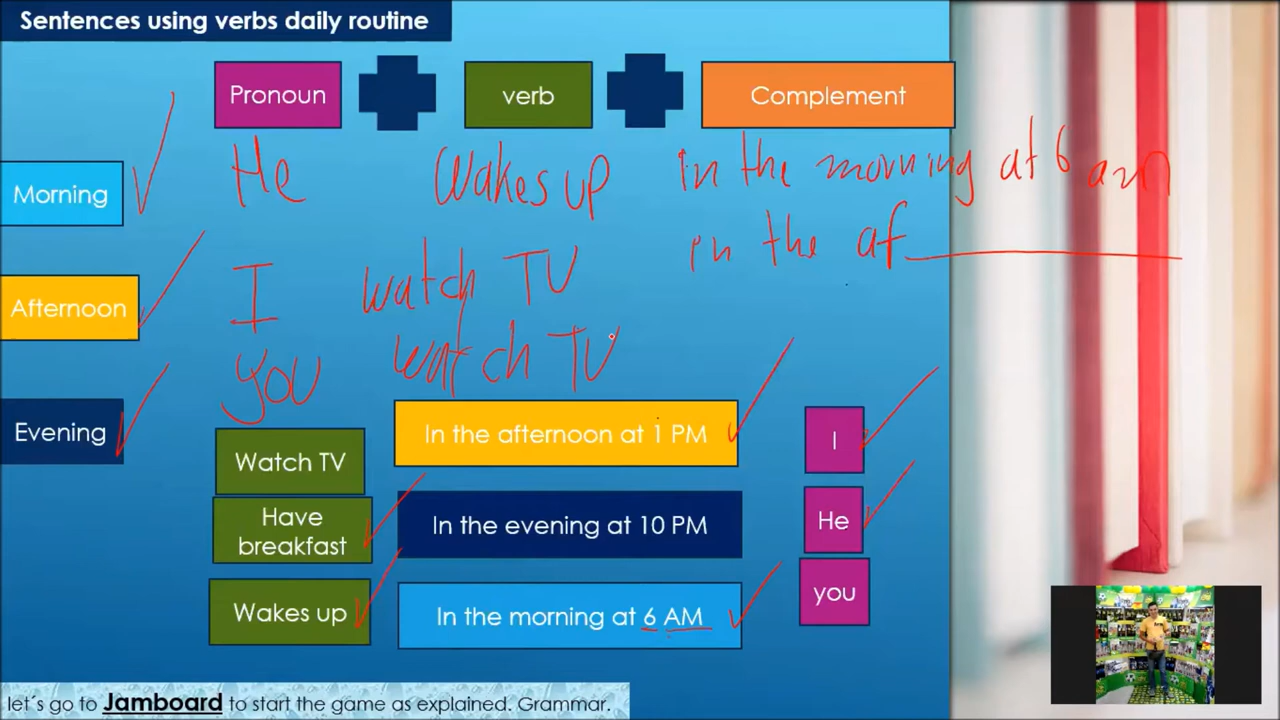 Sentences using verbs daily routine
Pronoun verb Complement
Morning He Wakes up in the morning at 6 am
in the af
Afternoon I watch TV
You watch TV
Evening In the afternoon at 1 PM I
Watch TV
Have breakfast In the evening at 10 PM He
Wakes up In the morning at 6 AM you
let´s go to Jamboard to start the game as explained. Grammar.